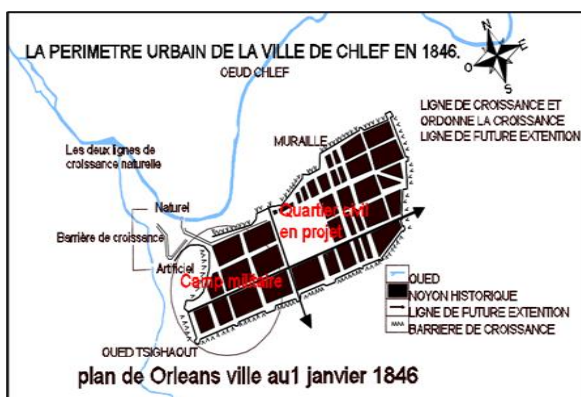 LA PERIMETRE URBAIN DE LA VILLE DE CHLEF EN 1846.
OEUD CHLEF
N
E
O
S
LIGNE DE CROISSANCE ET
ORDONNE LA CROISSANCE
LIGNE DE FUTURE EXTENTION
MURAILLE
Les deux lignes de
croissance naturelle
Naturel
Barrière de croissance
Artificiel
Quartier civil
en projet
Camp militaire
OUED
NOYON HISTORIQUE
LIGNE DE FUTURE EXTENTION
BARRIERE DE CROISSANCE
OUED TSIGHAOUT
plan de Orleans ville au1 janvier 1846